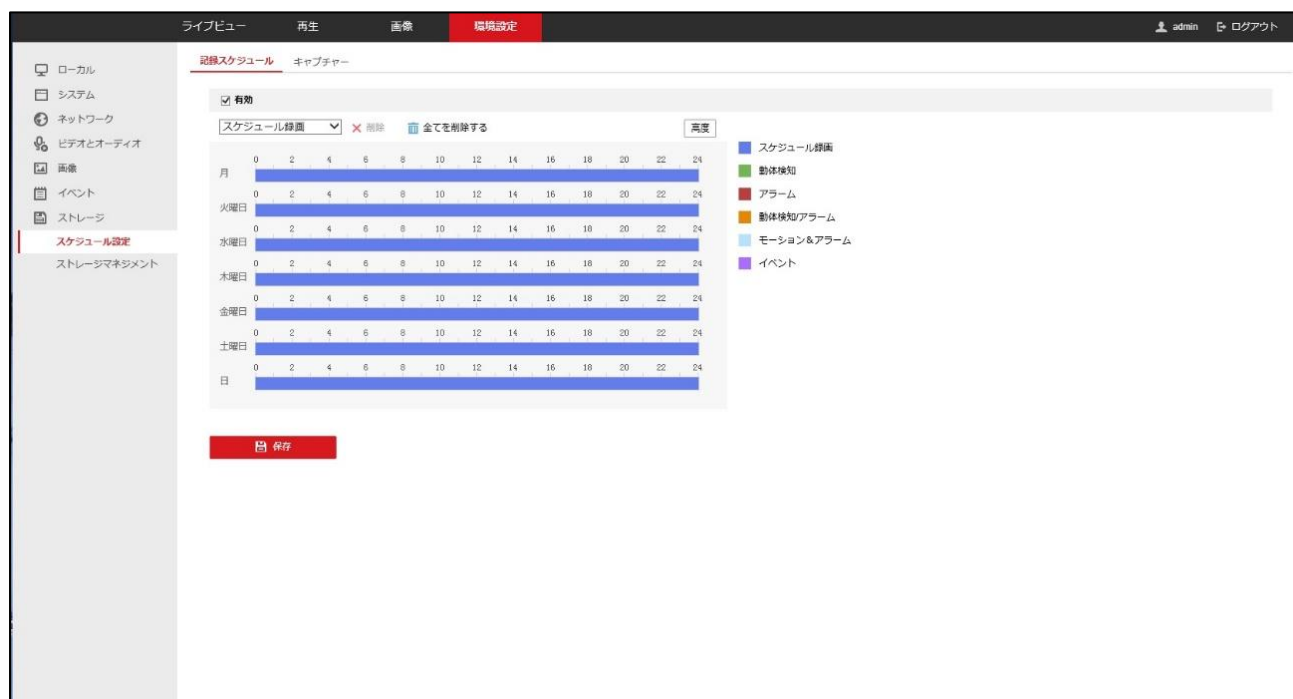 ライブビュー 再生 画像 環境設定 admin ログアウト
ローカル
システム
ネットワーク
ビデオとオーディオ
画像
イベント
ストレージ
スケジュール設定
ストレージマネジメント
記録スケジュール キャプチャー
有効
スケジュール録画 削除 全てを削除する 高度
0 2 4 6 8 10 12 14 16 18 20 22 24
月
0 2 4 6 8 10 12 14 16 18 20 22 24
火曜日
0 2 4 6 8 10 12 14 16 18 20 22 24
水曜日
0 2 4 6 8 10 12 14 16 18 20 22 24
木曜日
0 2 4 6 8 10 12 14 16 18 20 22 24
金曜日
0 2 4 6 8 10 12 14 16 18 20 22 24
土曜日
0 2 4 6 8 10 12 14 16 18 20 22 24
日
スケジュール録画
動体検知
アラーム
動体検知/アラーム
モーション&アラーム
イベント
保存